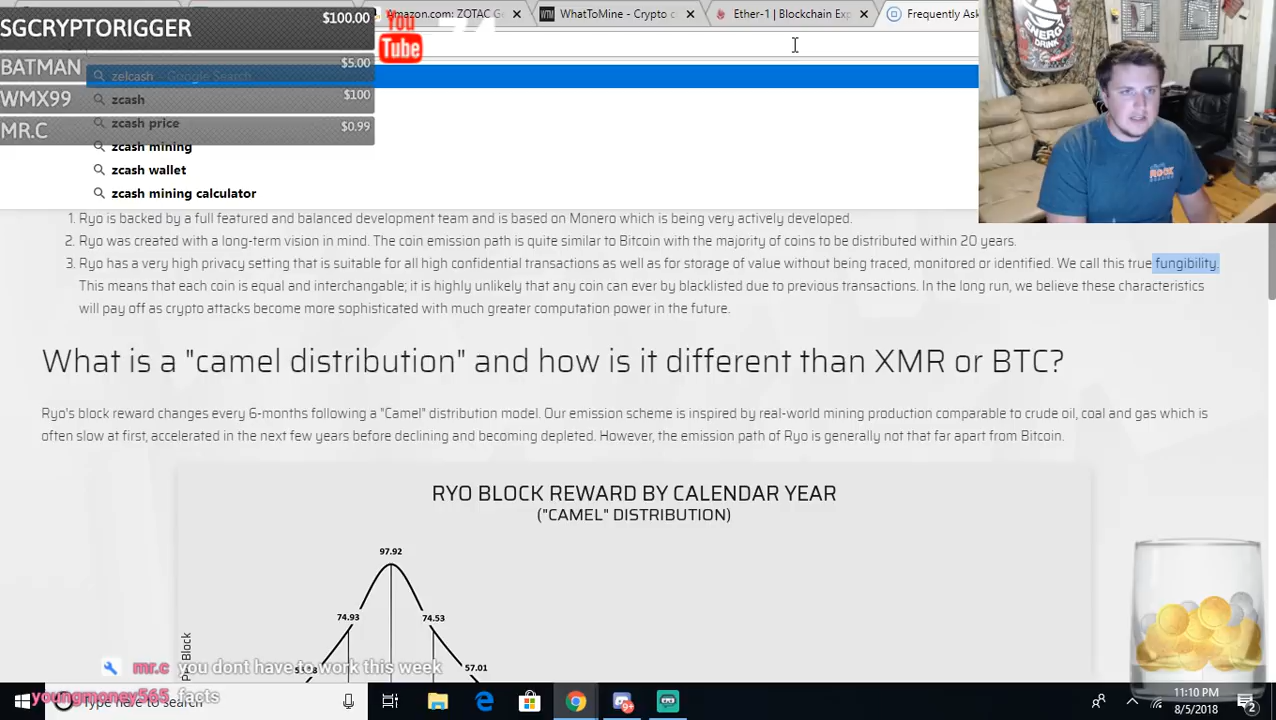 SGCRYPTORIGGER $100.00
BATMAN $5.00
WMX99 $100
MR.C $0.99
You Tube
Amazon.com: ZOTAC G
WhatToMine - Crypto c
Ether-1 | Blockchain Exp
Frequently Ask
ENERGY DRINK
zelcash - Google Search
zcash
zcash price
zcash mining
zcash wallet
zcash mining calculator
1. Ryo is backed by a full featured and balanced development team and is based on Monero which is being very actively developed.
2. Ryo was created with a long-term vision in mind. The coin emission path is quite similar to Bitcoin with the majority of coins to be distributed within 20 years.
3. Ryo has a very high privacy setting that is suitable for all high confidential transactions as well as for storage of value without being traced, monitored or identified. We call this true fungibility.
This means that each coin is equal and interchangable; it is highly unlikely that any coin can ever by blacklisted due to previous transactions. In the long run, we believe these characteristics
will pay off as crypto attacks become more sophisticated with much greater computation power in the future.
What is a "camel distribution" and how is it different than XMR or BTC?
Ryo's block reward changes every 6-months following a "Camel" distribution model. Our emission scheme is inspired by real-world mining production comparable to crude oil, coal and gas which is
often slow at first, accelerated in the next few years before declining and becoming depleted. However, the emission path of Ryo is generally not that far apart from Bitcoin.
RYO BLOCK REWARD BY CALENDAR YEAR
("CAMEL" DISTRIBUTION)
97.92
74.93
74.53
57.01
Block
mr.c you dont have to work this week
youngmoney565 facts
Type here to search
11:10 PM
8/5/2018
2